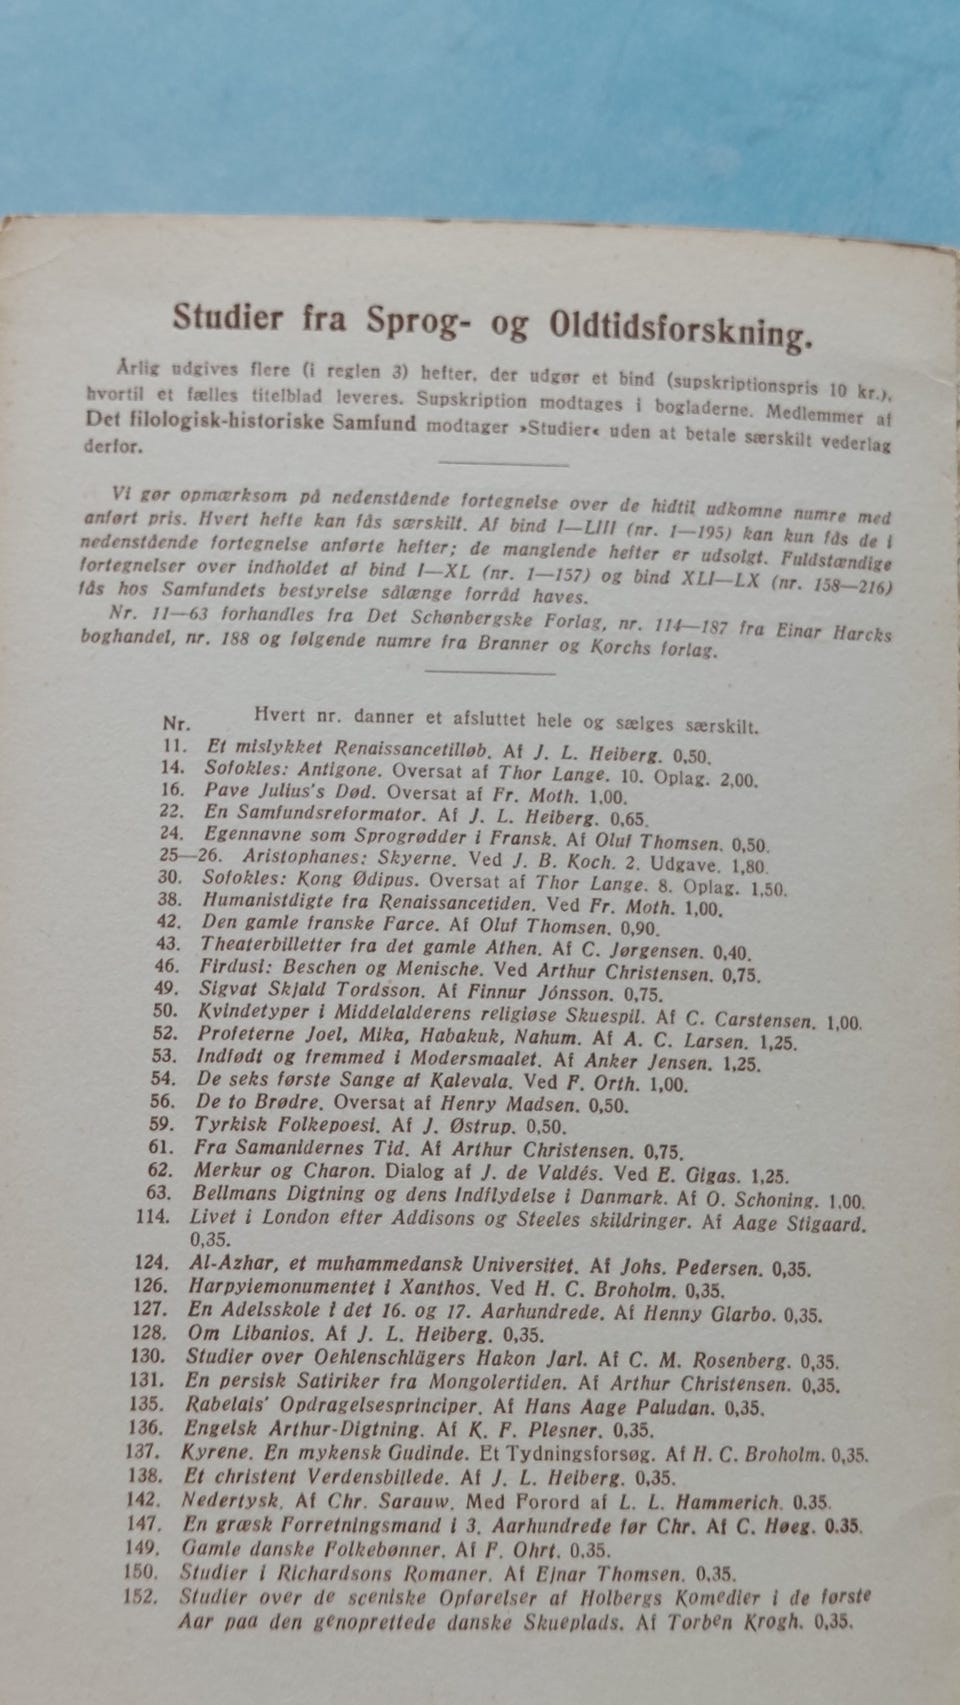 Studier fra Sprog- og Oldtidsforskning.
Årlig udgives flere (i reglen 3) hefter, der udgør et bind (supskriptionspris 10 kr.),
hvortil et fælles titelblad leveres. Supskription modtages i bogladerne. Medlemmer af
Det filologisk-historiske Samfund modtager »Studier« uden at betale særskilt vederlag
derfor.
Vi gør opmærksom på nedenstående fortegnelse over de hidtil udkomne numre med
anført pris. Hvert hefte kan fås særskilt. Af bind I—LIII (nr. 1—195) kan kun fås de i
nedenstående fortegnelse anførte hefter; de manglende hefter er udsolgt. Fuldstændige
fortegnelser over indholdet af bind I—XL (nr. 1—157) og bind XLI—LX (nr. 158—216)
fås hos Samfundets bestyrelse sålænge forråd haves.
Nr. 11—63 forhandles fra Det Schønbergske Forlag, nr. 114—187 fra Einar Harcks
boghandel, nr. 188 og følgende numre fra Branner og Korchs forlag.
Nr. Hvert nr. danner et afsluttet hele og sælges særskilt.
11. Et mislykket Renaissancetilløb. Af J. L. Heiberg. 0,50.
14. Sofokles: Antigone. Oversat af Thor Lange. 10. Oplag. 2,00.
16. Pave Julius's Død. Oversat af Fr. Moth. 1,00.
22. En Samfundsreformator. Af J. L. Heiberg. 0,65.
24. Egennavne som Sprogrødder i Fransk. Af Oluf Thomsen. 0,50.
25—26. Aristophanes: Skyerne. Ved J. B. Koch. 2. Udgave. 1,80.
30. Sofokles: Kong Ødipus. Oversat af Thor Lange. 8. Oplag. 1,50.
38. Humanistdigte fra Renaissancetiden. Ved Fr. Moth. 1,00.
42. Den gamle franske Farce. Af Oluf Thomsen. 0,90.
43. Theaterbilletter fra det gamle Athen. Af C. Jørgensen. 0,40.
46. Firdusi: Beschen og Menische. Ved Arthur Christensen. 0,75.
49. Sigvat Skjald Tordsson. Af Finnur Jónsson. 0,75.
50. Kvindetyper i Middelalderens religiøse Skuespil. Af C. Carstensen. 1,00.
52. Profeterne Joel, Mika, Habakuk, Nahum. Af A. C. Larsen. 1,25.
53. Indfødt og fremmed i Modersmaalet. Af Anker Jensen. 1,25.
54. De seks første Sange af Kalevala. Ved F. Orth. 1,00.
56. De to Brødre. Oversat af Henry Madsen. 0,50.
59. Tyrkisk Folkepoesi. Af J. Østrup. 0,50.
61. Fra Samanidernes Tid. Af Arthur Christensen. 0,75.
62. Merkur og Charon. Dialog af J. de Valdés. Ved E. Gigas. 1,25.
63. Bellmans Digtning og dens Indflydelse i Danmark. Af O. Schoning. 1,00.
114. Livet i London efter Addisons og Steeles skildringer. Af Aage Stigaard.
0,35.
124. Al-Azhar, et muhammedansk Universitet. Af Johs. Pedersen. 0,35.
126. Harpyiemonumentet i Xanthos. Ved H. C. Broholm. 0,35.
127. En Adelsskole i det 16. og 17. Aarhundrede. Af Henny Glarbo. 0,35.
128. Om Libanios. Af J. L. Heiberg. 0,35.
130. Studier over Oehlenschlägers Hakon Jarl. Af C. M. Rosenberg. 0,35.
131. En persisk Satiriker fra Mongolertiden. Af Arthur Christensen. 0,35.
135. Rabelais' Opdragelsesprinciper. Af Hans Aage Paludan. 0,35.
136. Engelsk Arthur-Digtning. Af K. F. Plesner. 0,35.
137. Kyrene. En mykensk Gudinde. Et Tydningsforsøg. Af H. C. Broholm. 0,35.
138. Et christent Verdensbillede. Af J. L. Heiberg. 0,35.
142. Nedertysk. Af Chr. Sarauw. Med Forord af L. L. Hammerich. 0,35.
147. En græsk Forretningsmand i 3. Aarhundrede før Chr. Af C. Høeg. 0,35.
149. Gamle danske Folkebønner. Af F. Ohrt. 0,35.
150. Studier i Richardsons Romaner. Af Ejnar Thomsen. 0,35.
152. Studier over de sceniske Opførelser af Holbergs Komedier i de første
Aar paa den genoprettede danske Skueplads. Af Torben Krogh. 0,35.